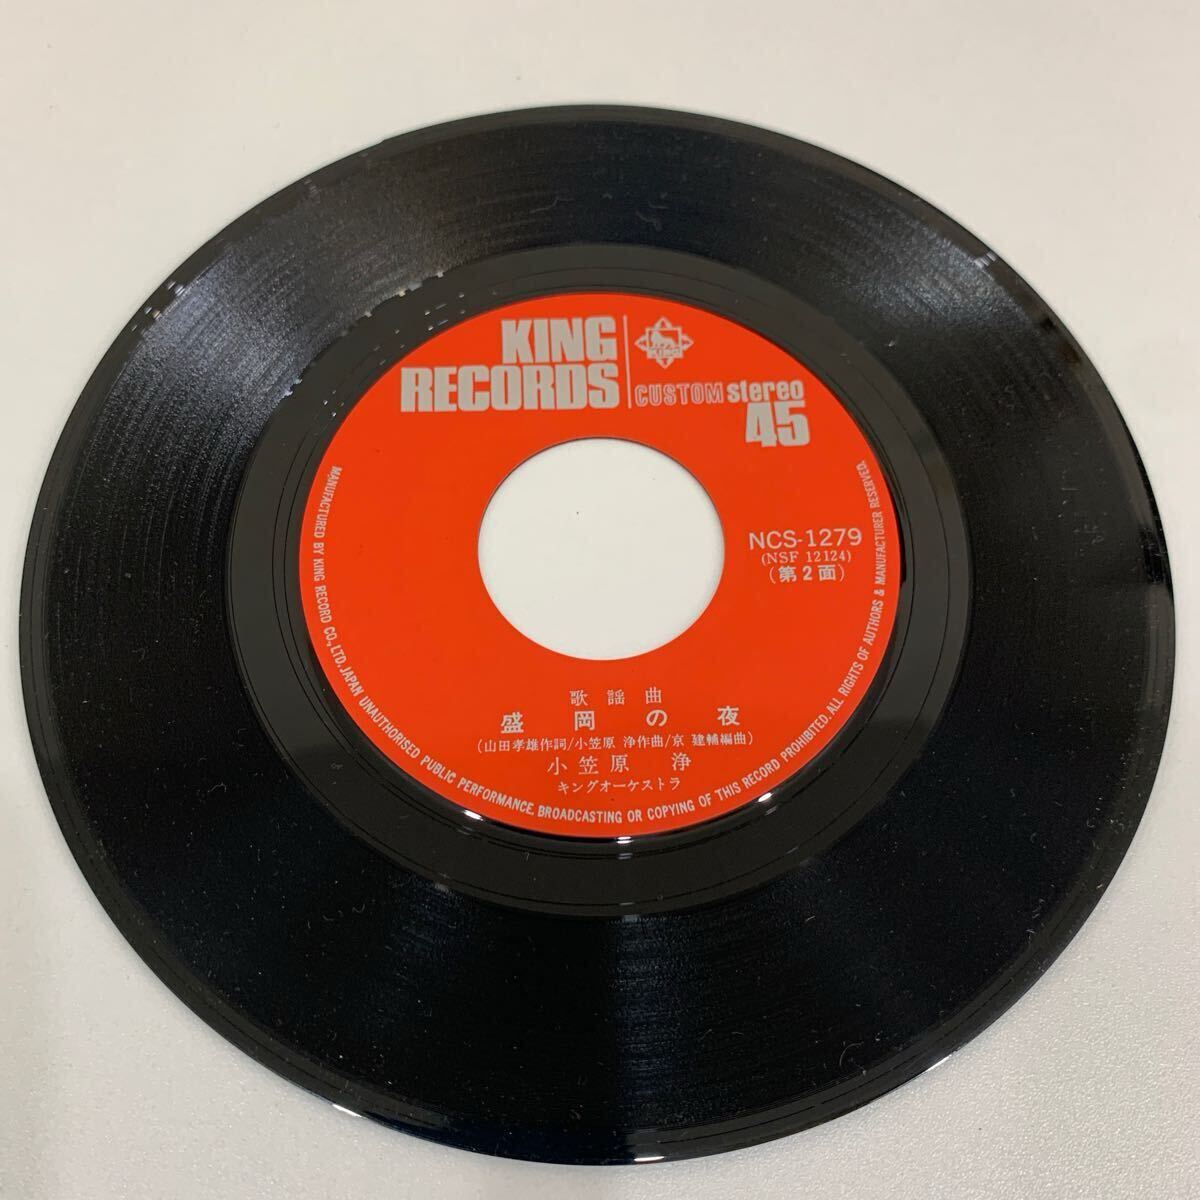 KING RECORDS
CUSTOM stereo
45
NCS-1279
(NSF 12124)
(第2面)
歌謡曲
盛岡の夜
(山田孝雄作詞/小笠原 浄作曲/京 建輔編曲)
小笠原 浄
キングオーケストラ
MANUFACTURED BY KING RECORD CO., LTD. JAPAN UNAUTHORISED PUBLIC PERFORMANCE, BROADCASTING OR COPYING OF THIS RECORD PROHIBITED. ALL RIGHTS OF AUTHORS & MANUFACTURER RESERVED.